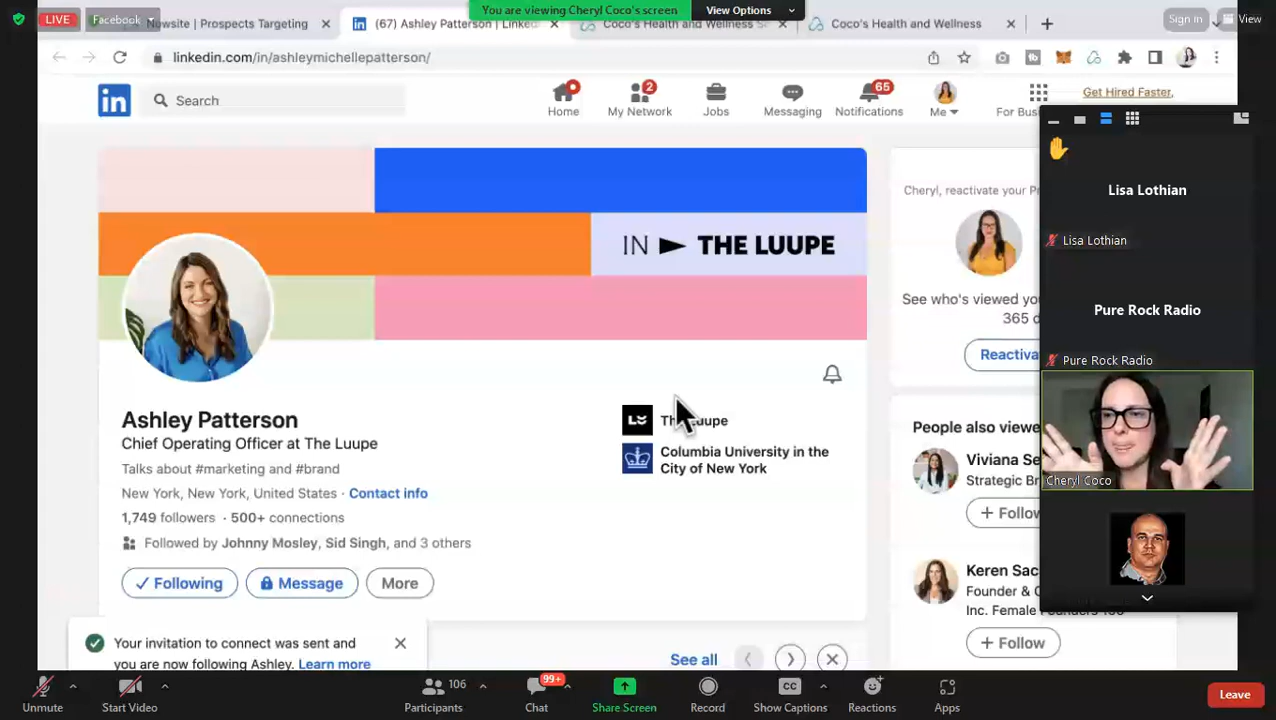 You are viewing Cheryl Coco's screen
View Options
LIVE
Facebook
Nowsite | Prospects Targeting
(67) Ashley Patterson | Linked
Coco's Health and Wellness S
Coco's Health and Wellness
Sign in
View
linkedin.com/in/ashleymichellepatterson/
in
Search
Home
2
My Network
Jobs
Messaging
65
Notifications
Me
For Bus
Get Hired Faster,
IN ► THE LUUPE
Ashley Patterson
Chief Operating Officer at The Luupe
Talks about #marketing and #brand
New York, New York, United States · Contact info
1,749 followers · 500+ connections
Followed by Johnny Mosley, Sid Singh, and 3 others
Following
Message
More
Columbia University in the
City of New York
Your invitation to connect was sent and
you are now following Ashley. Learn more
See all
Cheryl, reactivate your Pr
See who's viewed you
365 d
Reactiva
People also viewe
Viviana Se
Strategic Br
+ Follow
Keren Sac
Founder & C
Inc. Female Founders 100
+ Follow
Lisa Lothian
Lisa Lothian
Pure Rock Radio
Pure Rock Radio
Cheryl Coco
Unmute
Start Video
106
Participants
99+
Chat
Share Screen
Record
CC
Show Captions
Reactions
Apps
Leave